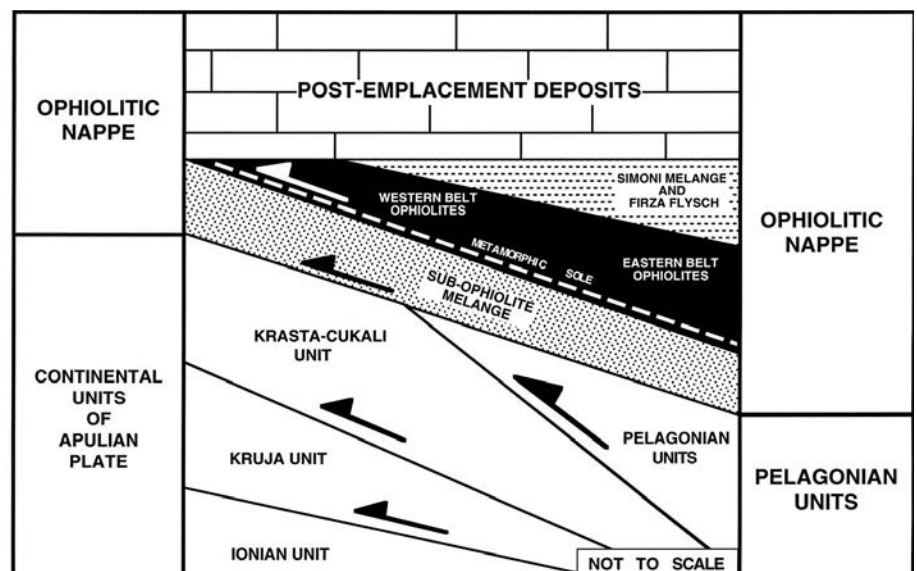 OPHIOLITIC
NAPPE
CONTINENTAL
UNITS
OF
APULIAN
PLATE
POST-EMPLACEMENT DEPOSITS
SIMONI MELANGE
AND
FIRZA FLYSCH
WESTERN BELT
OPHIOLITES
METAMORPHIC SOLE
EASTERN BELT
OPHIOLITES
SUB-OPHIOLITE
MELANGE
KRASTA-CUKALI
UNIT
KRUJA UNIT
PELAGONIAN
UNITS
IONIAN UNIT
NOT TO SCALE
OPHIOLITIC
NAPPE
PELAGONIAN
UNITS